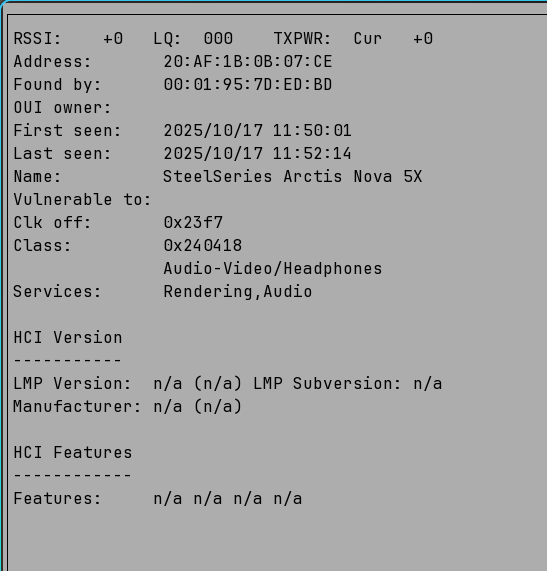 RSSI:    +0   LQ:  000    TXPWR:  Cur   +0
Address:       20:AF:1B:0B:07:CE
Found by:      00:01:95:7D:ED:BD
OUI owner:
First seen:    2025/10/17 11:50:01
Last seen:     2025/10/17 11:52:14
Name:          SteelSeries Arctis Nova 5X
Vulnerable to:
Clk off:       0x23f7
Class:         0x240418
               Audio-Video/Headphones
Services:      Rendering,Audio

HCI Version
-----------
LMP Version:  n/a (n/a) LMP Subversion: n/a
Manufacturer: n/a (n/a)

HCI Features
------------
Features:     n/a n/a n/a n/a